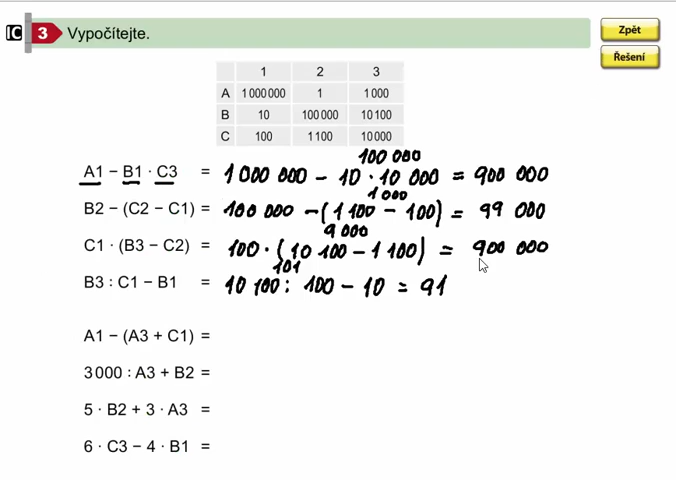 3 Vypočítejte.
Zpět
Řešení
1 2 3
A 1 000 000 1 1 000
B 10 100 000 10 100
C 100 1 100 10 000
100 000
A1 − B1 · C3 = 1 000 000 − 10 · 10 000 = 900 000
1 000
B2 − (C2 − C1) = 100 000 − (1 100 − 100) = 99 000
9 000
C1 · (B3 − C2) = 100 · (10 100 − 1 100) = 900 000
101
B3 : C1 − B1 = 10 100 : 100 − 10 = 91
A1 − (A3 + C1) =
3 000 : A3 + B2 =
5 · B2 + 3 · A3 =
6 · C3 − 4 · B1 =